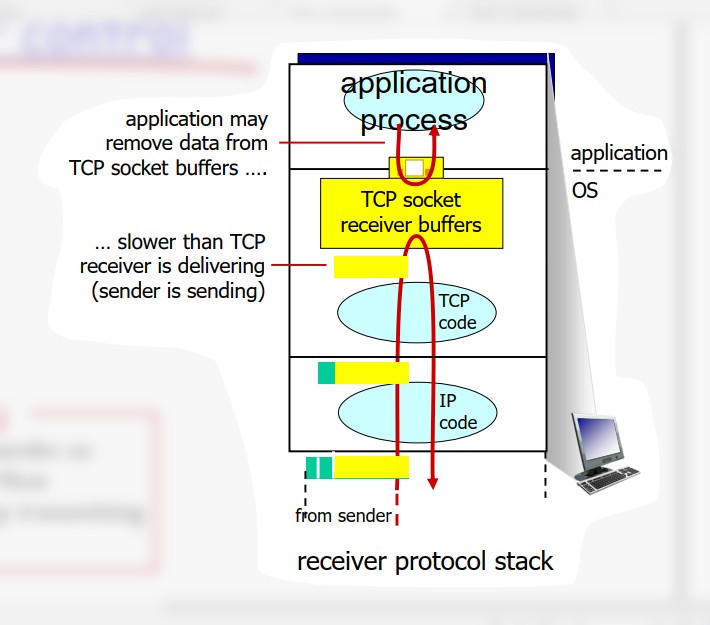 control
application
process
application may
remove data from
TCP socket buffers ….
application
OS
TCP socket
receiver buffers
… slower than TCP
receiver is delivering
(sender is sending)
TCP
code
IP
code
from sender
receiver protocol stack